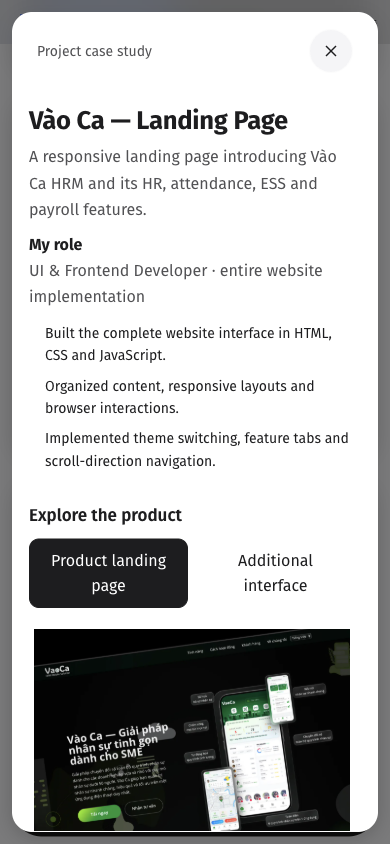 Project case study
Vào Ca — Landing Page
A responsive landing page introducing Vào
Ca HRM and its HR, attendance, ESS and
payroll features.
My role
UI & Frontend Developer · entire website
implementation
Built the complete website interface in HTML,
CSS and JavaScript.
Organized content, responsive layouts and
browser interactions.
Implemented theme switching, feature tabs and
scroll-direction navigation.
Explore the product
Product landing
page
Additional
interface
VaoCa
Vào Ca — Giải pháp
nhân sự tinh gọn
dành cho SME